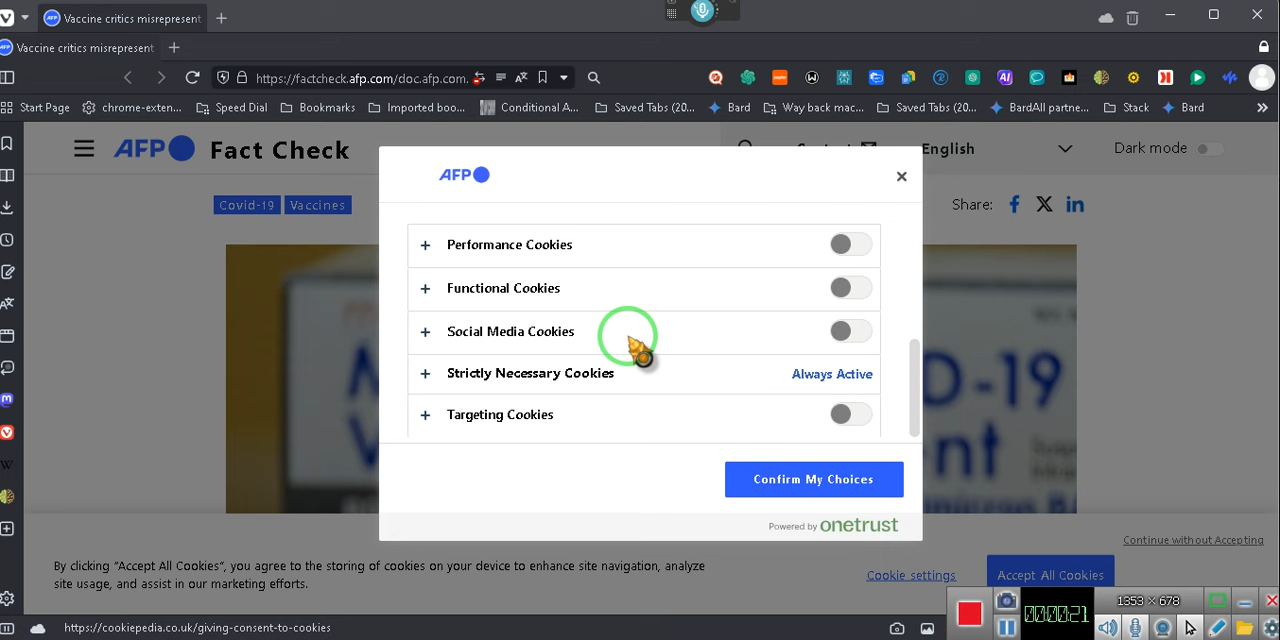 Vaccine critics misrepresent
Vaccine critics misrepresent
https://factcheck.afp.com/doc.afp.com.
Start Page
chrome-exten...
Speed Dial
Bookmarks
Imported boo...
Conditional A...
Saved Tabs (20...
Bard
Way back mac...
Saved Tabs (20...
BardAll partne...
Stack
Bard
AFP Fact Check
English
Dark mode
Covid-19
Vaccines
Share:
AFP
Performance Cookies
Functional Cookies
Social Media Cookies
Strictly Necessary Cookies
Always Active
Targeting Cookies
Confirm My Choices
Powered by onetrust
Continue without Accepting
By clicking “Accept All Cookies”, you agree to the storing of cookies on your device to enhance site navigation, analyze
site usage, and assist in our marketing efforts.
Cookie settings
Accept All Cookies
1353 × 678
00:00:21
https://cookiepedia.co.uk/giving-consent-to-cookies